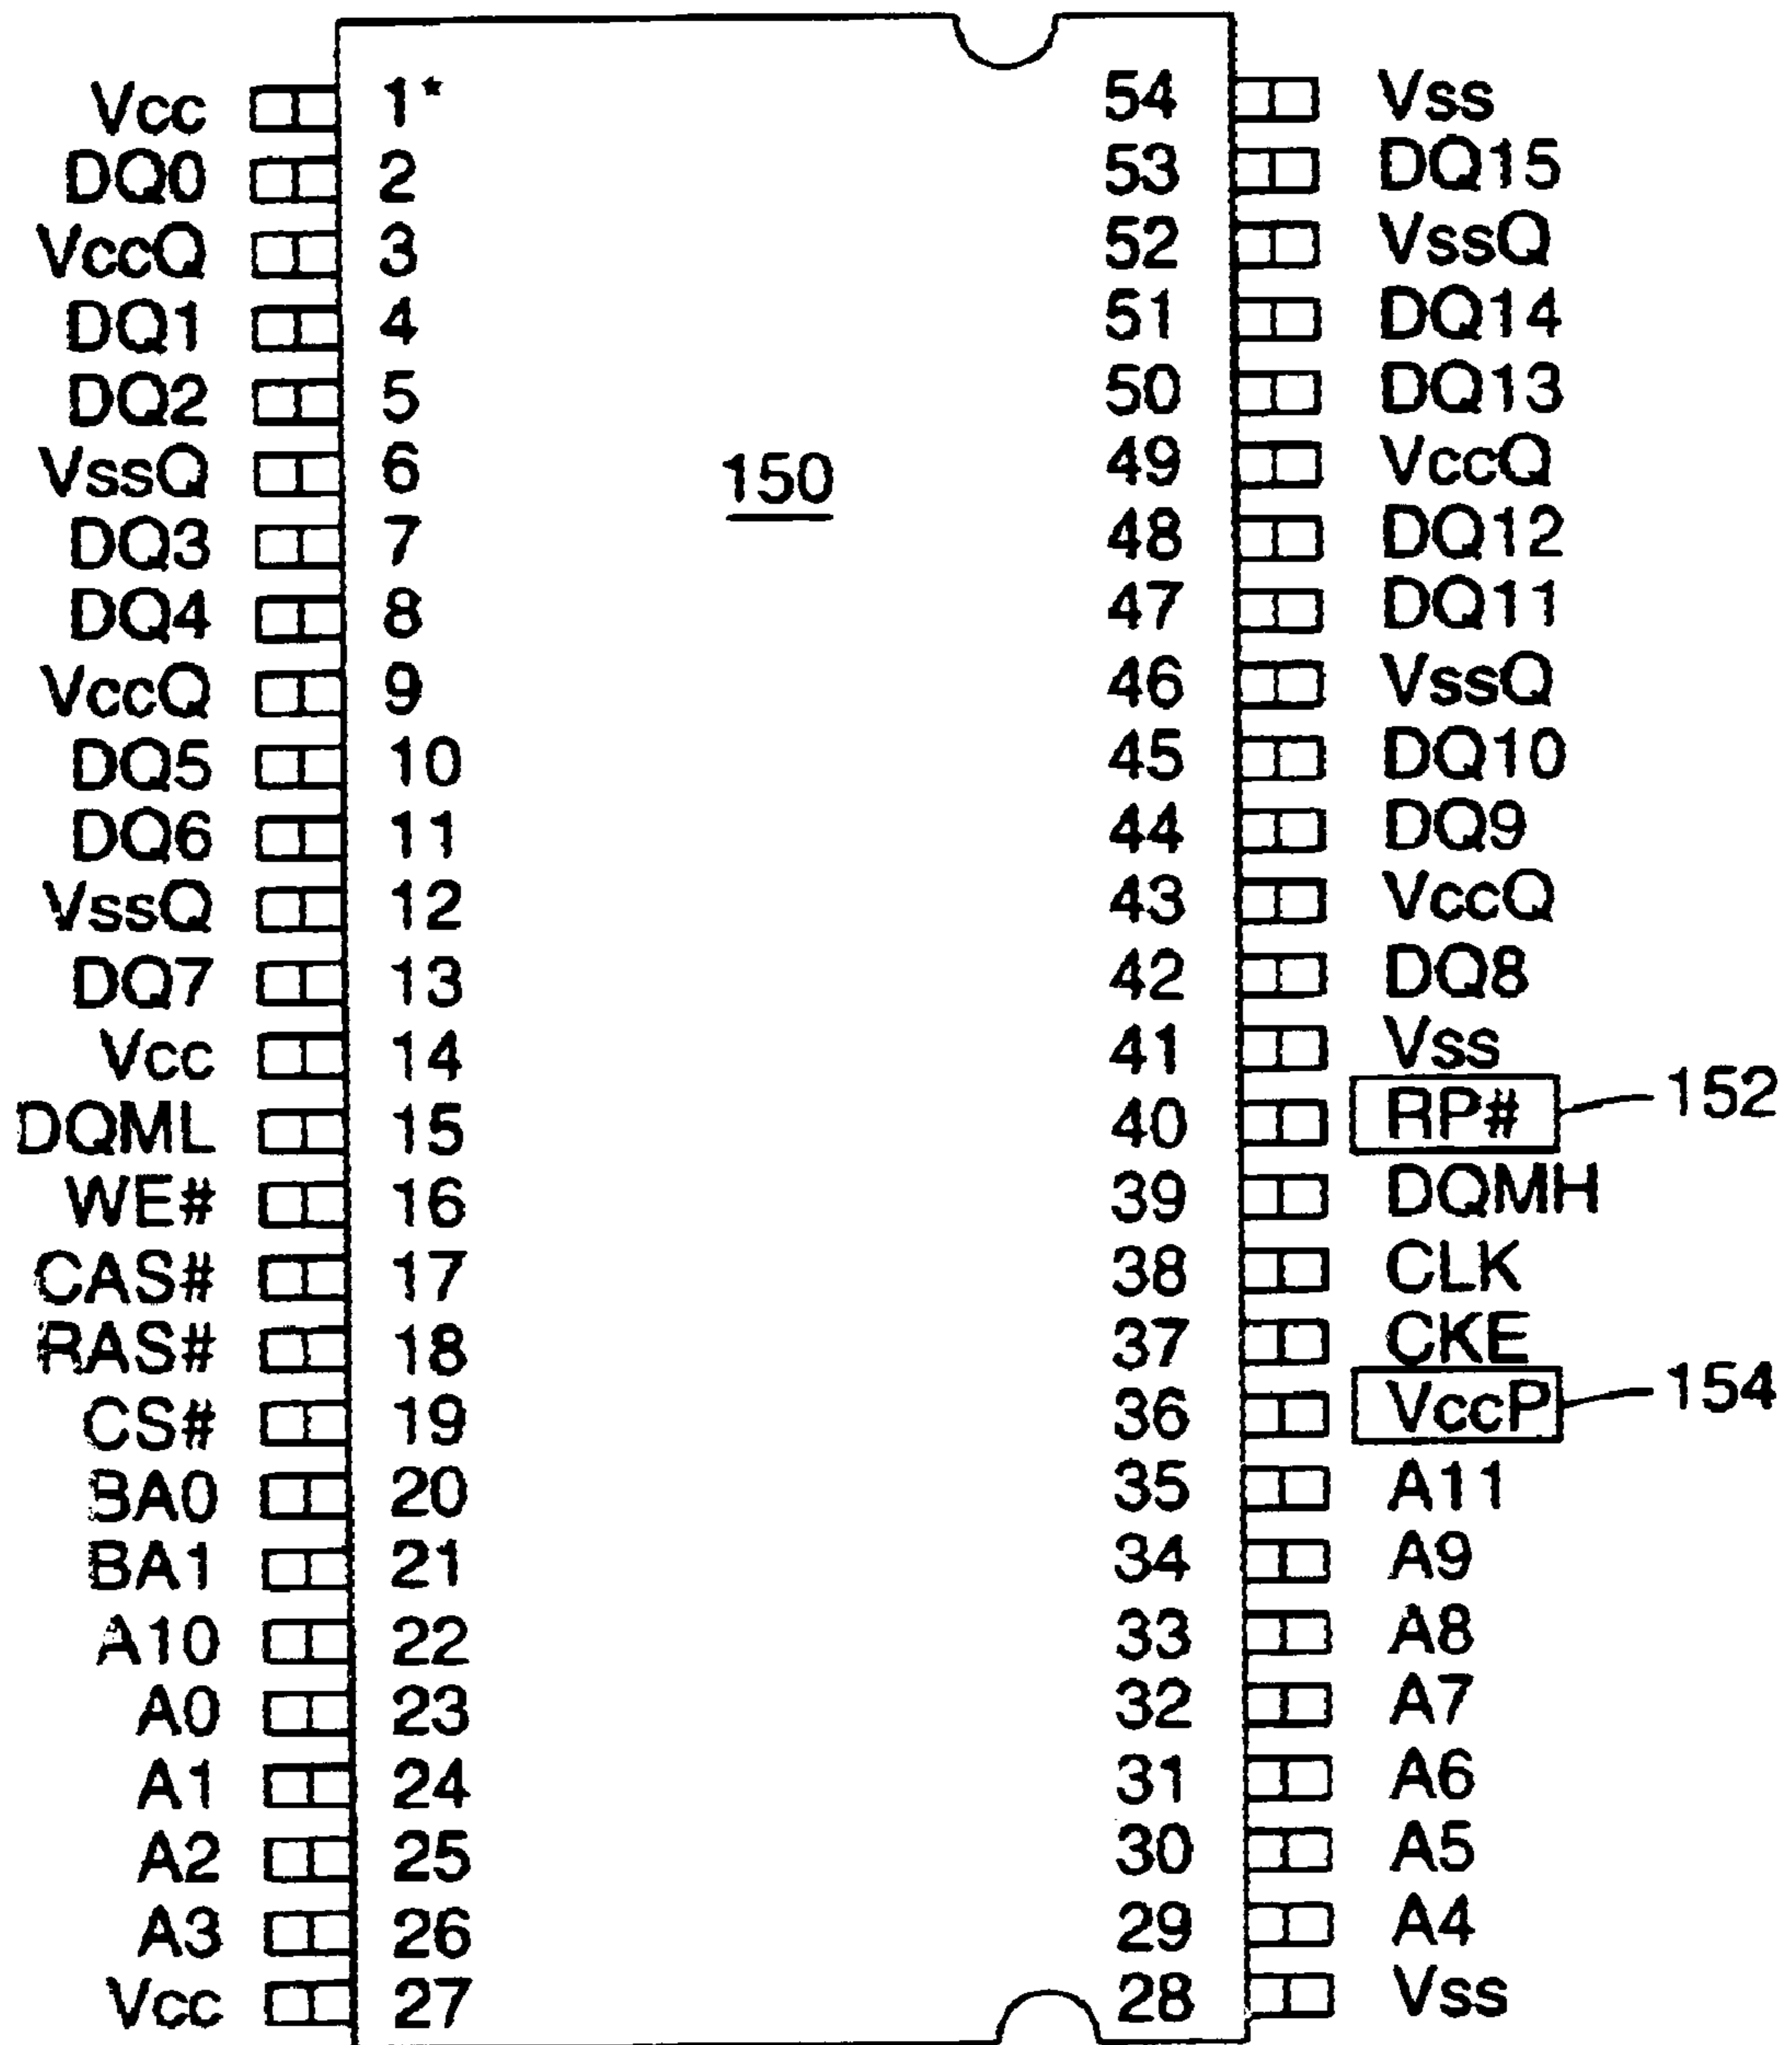 Vcc 1* 54 Vss
DQ0 2 53 DQ15
VccQ 3 52 VssQ
DQ1 4 51 DQ14
DQ2 5 50 DQ13
VssQ 6 150 49 VccQ
DQ3 7 48 DQ12
DQ4 8 47 DQ11
VccQ 9 46 VssQ
DQ5 10 45 DQ10
DQ6 11 44 DQ9
VssQ 12 43 VccQ
DQ7 13 42 DQ8
Vcc 14 41 Vss
DQML 15 40 RP# 152
WE# 16 39 DQMH
CAS# 17 38 CLK
RAS# 18 37 CKE
CS# 19 36 VccP 154
BA0 20 35 A11
BA1 21 34 A9
A10 22 33 A8
A0 23 32 A7
A1 24 31 A6
A2 25 30 A5
A3 26 29 A4
Vcc 27 28 Vss